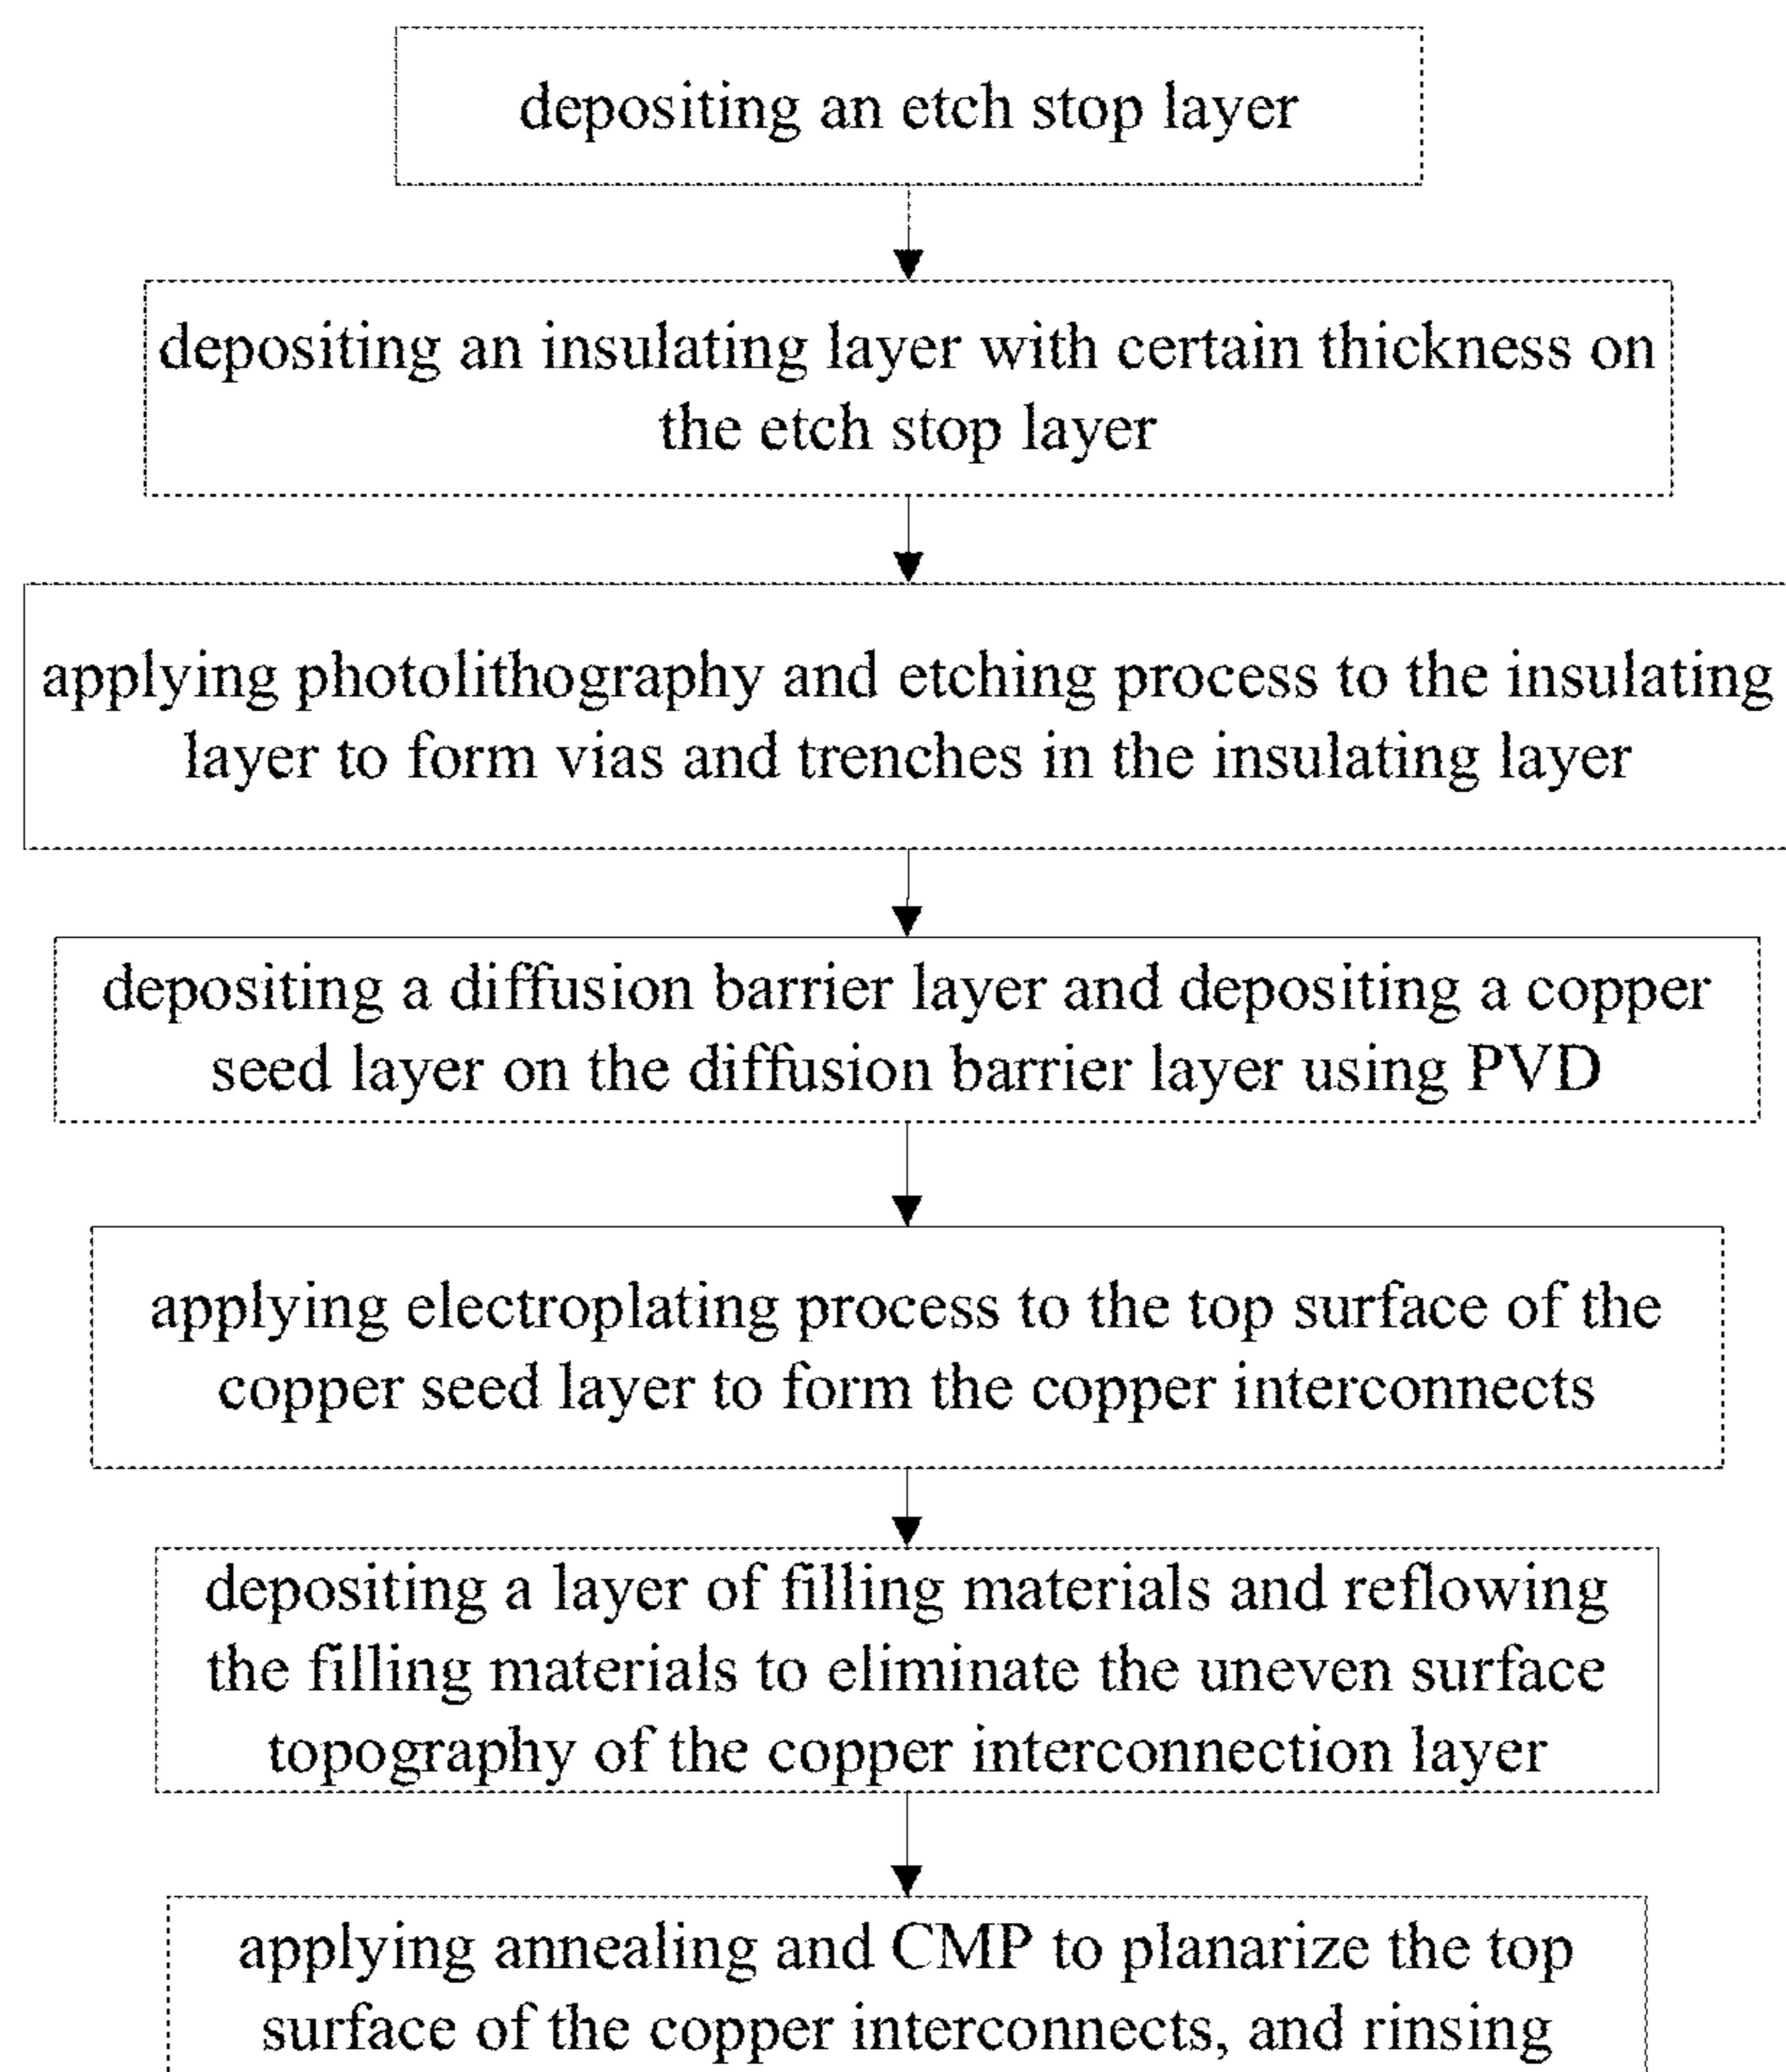 depositing an etch stop layer
depositing an insulating layer with certain thickness on
the etch stop layer
applying photolithography and etching process to the insulating
layer to form vias and trenches in the insulating layer
depositing a diffusion barrier layer and depositing a copper
seed layer on the diffusion barrier layer using PVD
applying electroplating process to the top surface of the
copper seed layer to form the copper interconnects
depositing a layer of filling materials and reflowing
the filling materials to eliminate the uneven surface
topography of the copper interconnection layer
applying annealing and CMP to planarize the top
surface of the copper interconnects, and rinsing